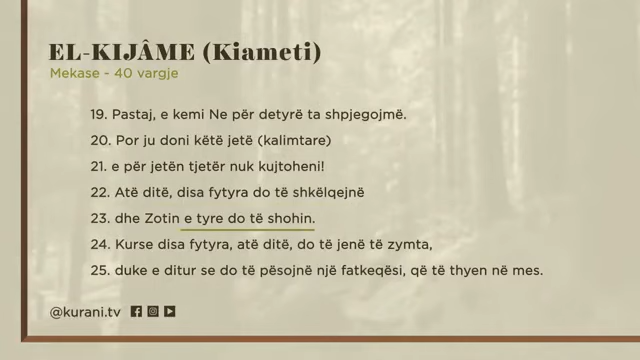 EL-KIJÂME (Kiameti)
Mekase - 40 vargje
19. Pastaj, e kemi Ne për detyrë ta shpjegojmë.
20. Por ju doni këtë jetë (kalimtare)
21. e për jetën tjetër nuk kujtoheni!
22. Atë ditë, disa fytyra do të shkëlqejnë
23. dhe Zotin e tyre do të shohin.
24. Kurse disa fytyra, atë ditë, do të jenë të zymta,
25. duke e ditur se do të pësojnë një fatkeqësi, që të thyen në mes.
@kurani.tv